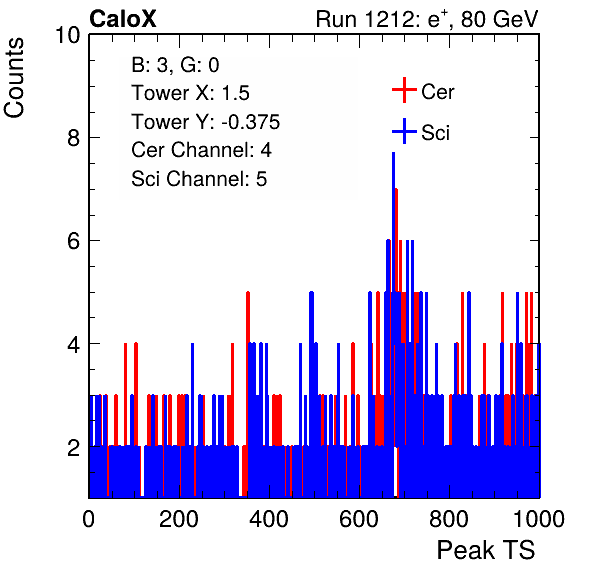 CaloX
Run 1212: e+, 80 GeV
Counts
10
8
6
4
2
B: 3, G: 0
Tower X: 1.5
Tower Y: -0.375
Cer Channel: 4
Sci Channel: 5
Cer
Sci
0 200 400 600 800 1000
Peak TS